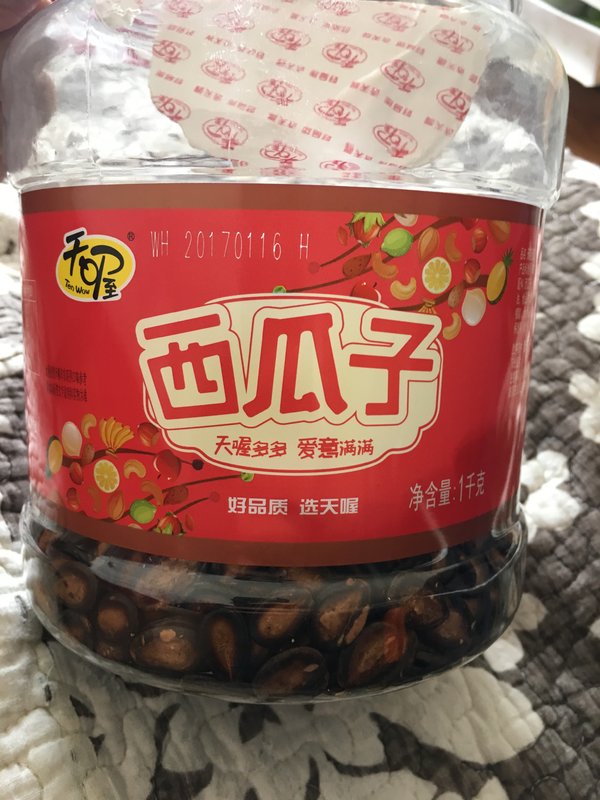 天喔
Ten Wow
®
WH 20170116 H
西瓜子
天喔多多 爱意满满
好品质 选天喔
净含量:1千克